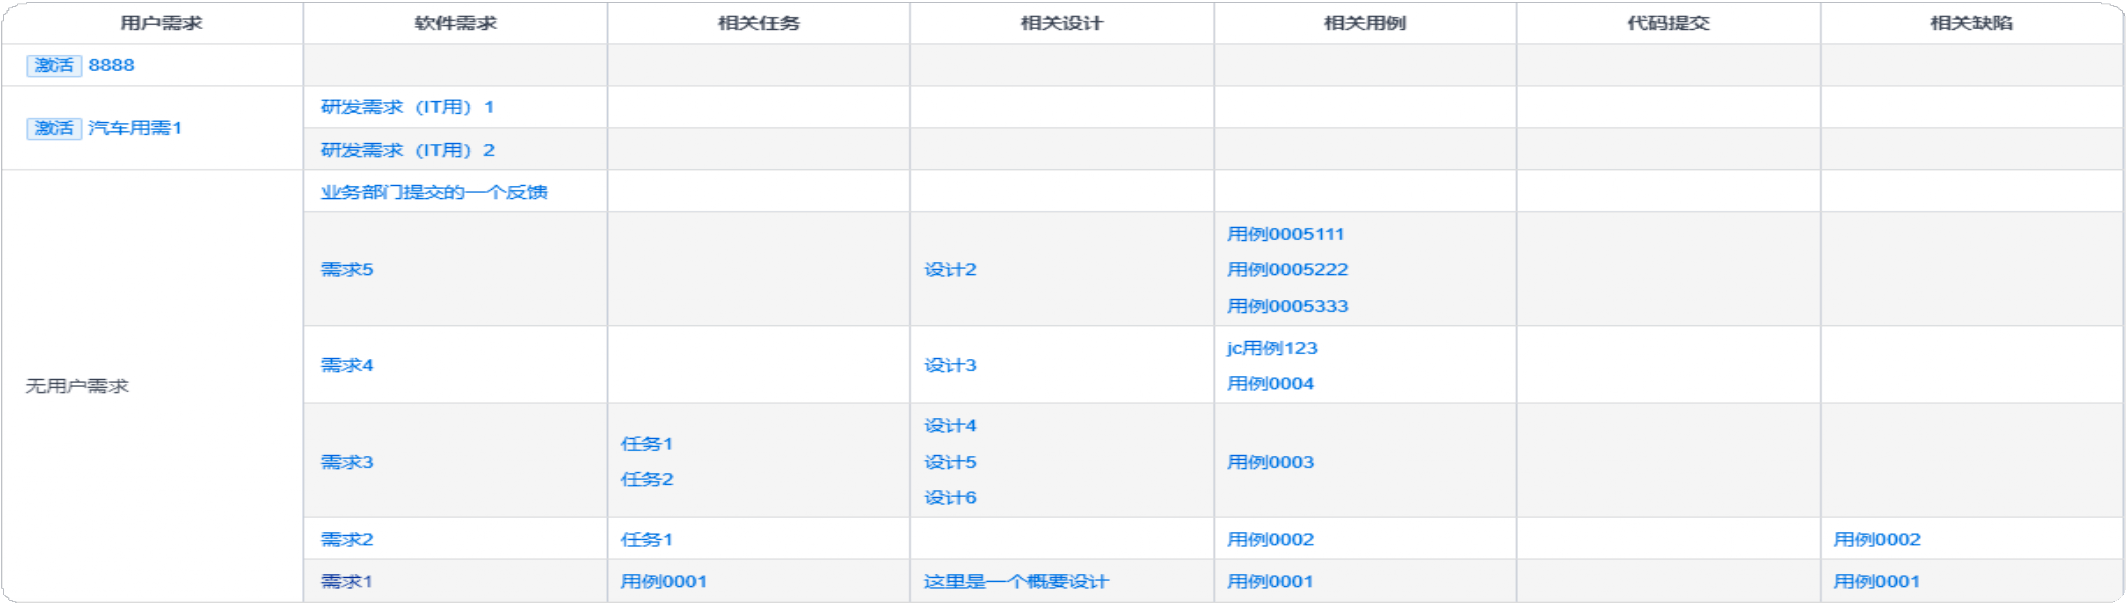 用户需求 软件需求 相关任务 相关设计 相关用例 代码提交 相关缺陷
激活 8888
激活 汽车用需1
研发需求（IT用）1
研发需求（IT用）2
无用户需求
业务部门提交的一个反馈
需求5 设计2
用例0005111
用例0005222
用例0005333
需求4 设计3
jc用例123
用例0004
需求3
任务1
任务2
设计4
设计5
设计6
用例0003
需求2 任务1 用例0002 用例0002
需求1 用例0001 这里是一个概要设计 用例0001 用例0001